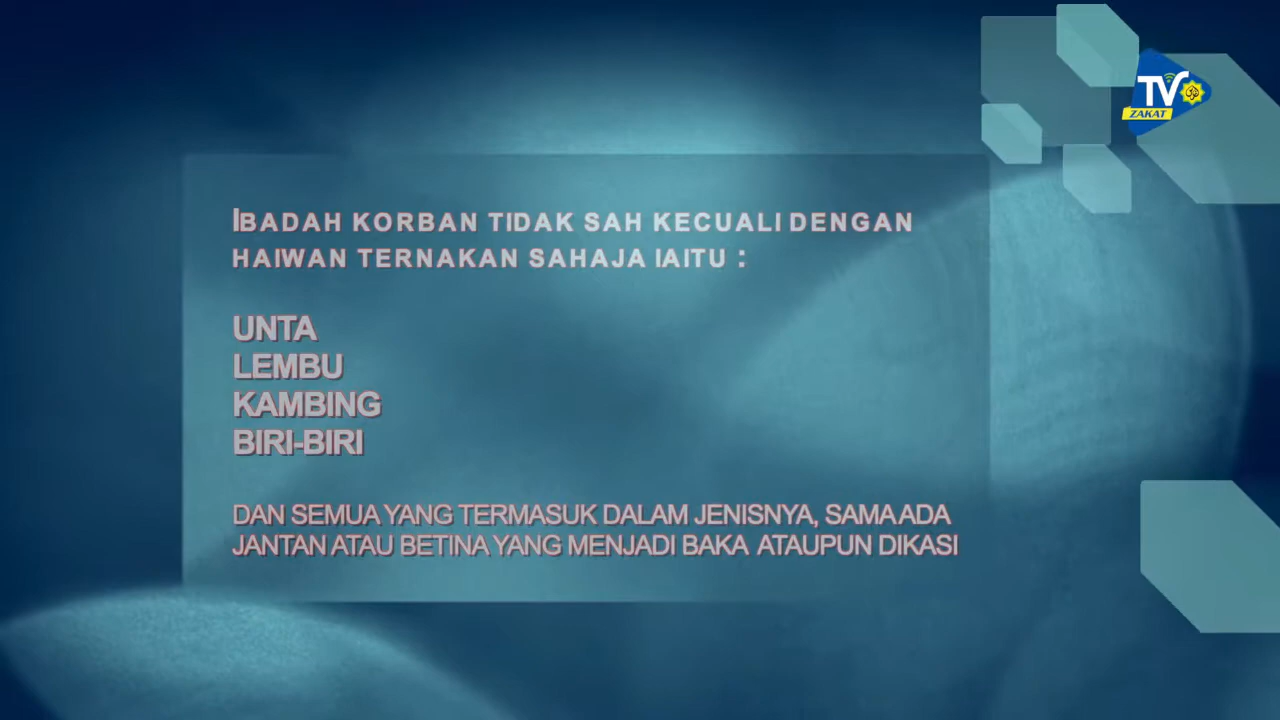 TV
ZAKAT
IBADAH KORBAN TIDAK SAH KECUALI DENGAN
HAIWAN TERNAKAN SAHAJA IAITU :
UNTA
LEMBU
KAMBING
BIRI-BIRI
DAN SEMUA YANG TERMASUK DALAM JENISNYA, SAMA ADA
JANTAN ATAU BETINA YANG MENJADI BAKA ATAUPUN DIKASI